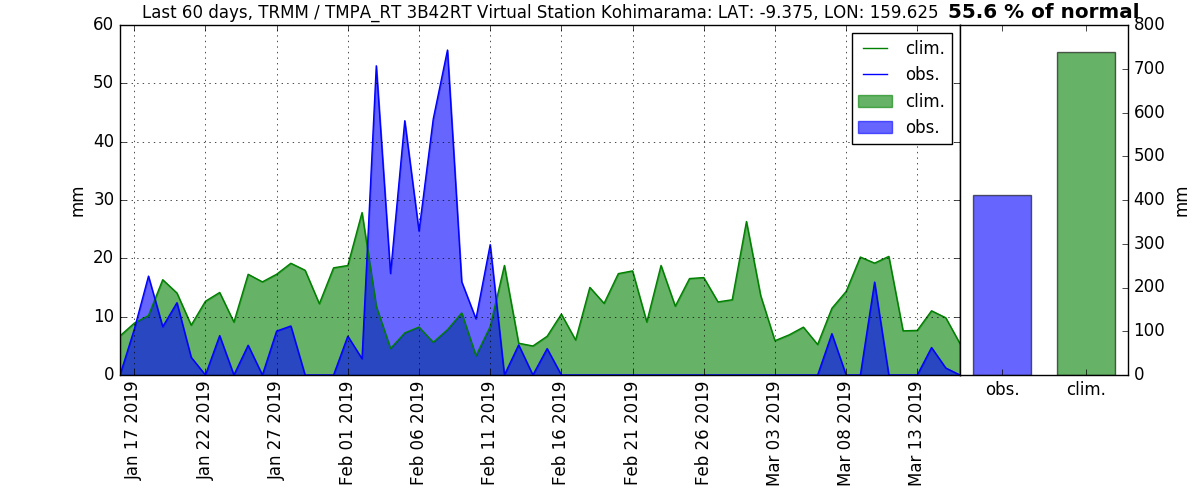 Last 60 days, TRMM / TMPA_RT 3B42RT Virtual Station Kohimarama: LAT: -9.375, LON: 159.625
55.6 % of normal
60
50
40
30
20
10
0
mm
clim.
obs.
clim.
obs.
Jan 17 2019
Jan 22 2019
Jan 27 2019
Feb 01 2019
Feb 06 2019
Feb 11 2019
Feb 16 2019
Feb 21 2019
Feb 26 2019
Mar 03 2019
Mar 08 2019
Mar 13 2019
800
700
600
500
400
300
200
100
0
mm
obs.
clim.